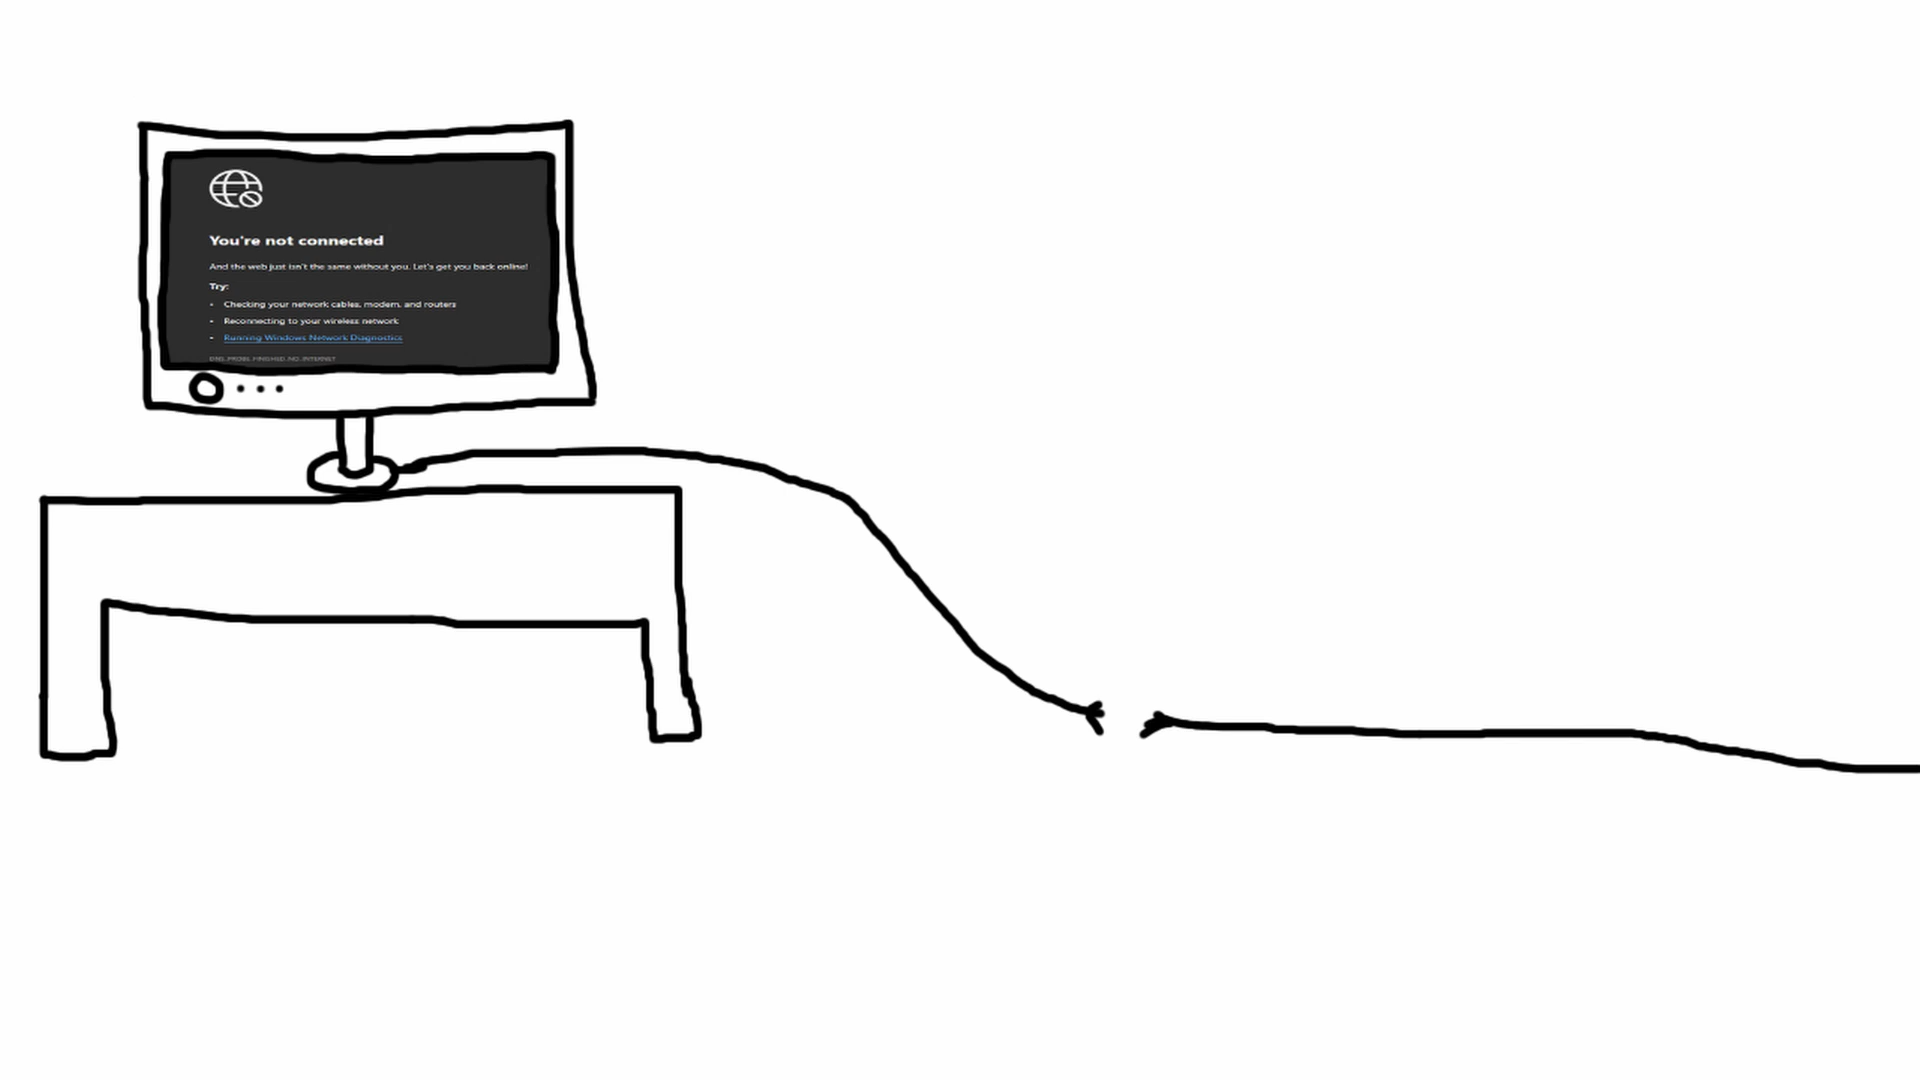 You're not connected
And the web just isn't the same without you. Let's get you back online!
Try:
• Checking your network cables, modem, and routers
• Reconnecting to your wireless network
• Running Windows Network Diagnostics
DNS_PROBE_FINISHED_NO_INTERNET